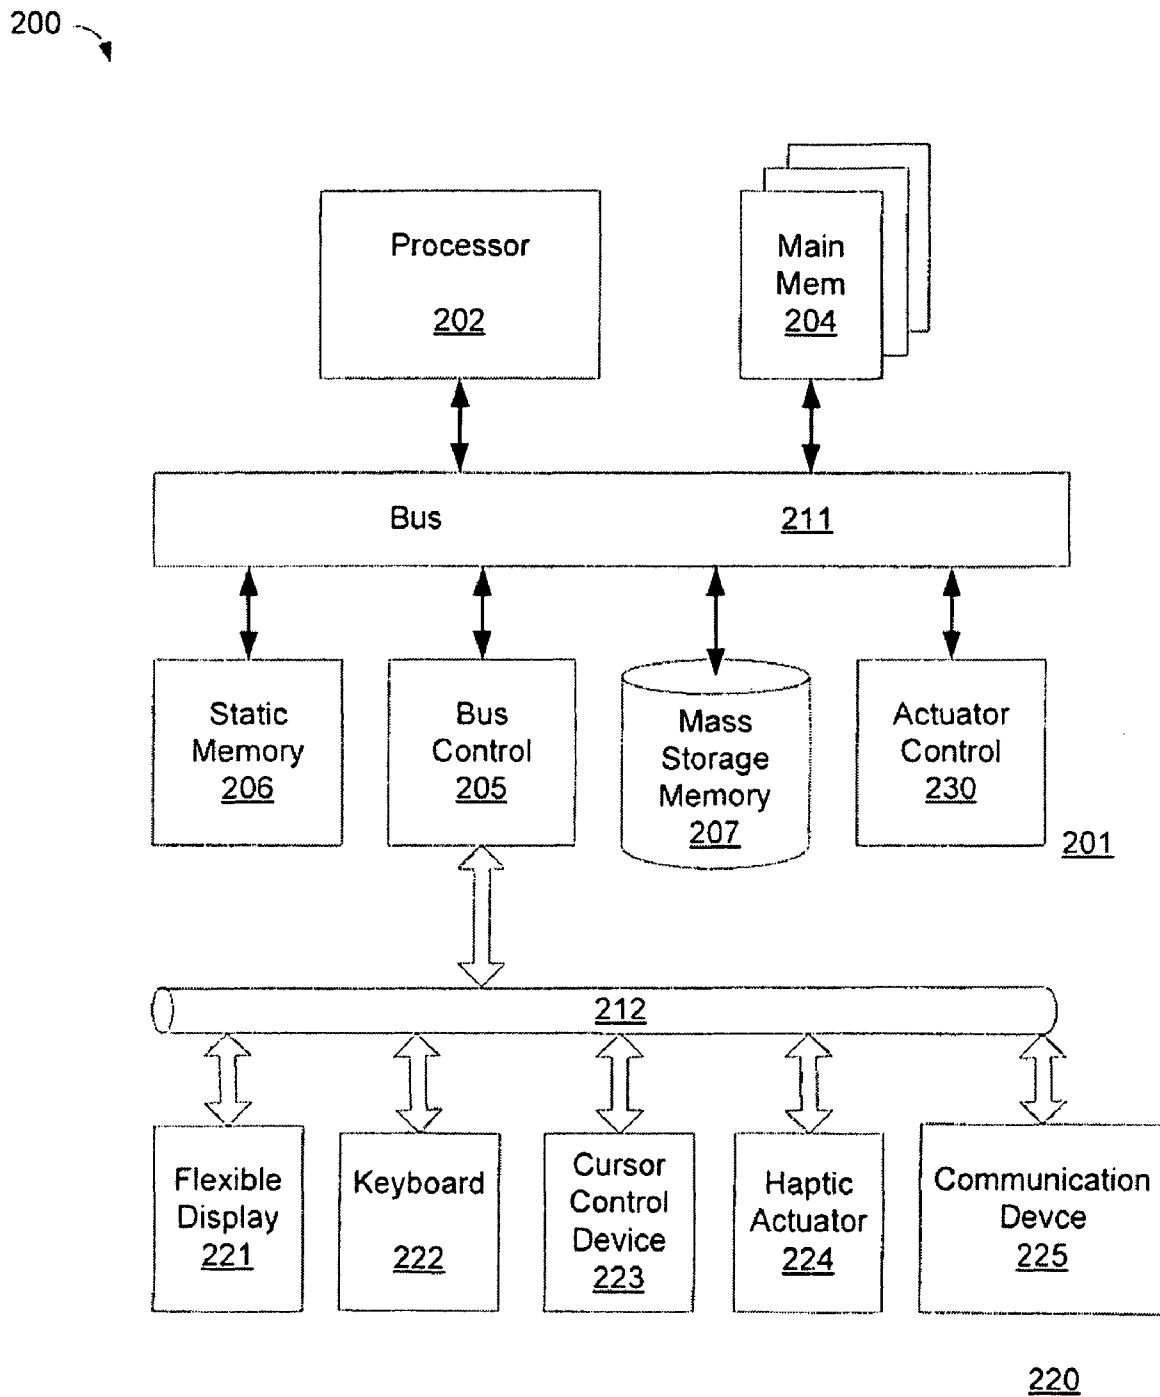 200
Processor
202
Main
Mem
204
Bus
211
Static
Memory
206
Bus
Control
205
Mass
Storage
Memory
207
Actuator
Control
230
201
212
Flexible
Display
221
Keyboard
222
Cursor
Control
Device
223
Haptic
Actuator
224
Communication
Devce
225
220